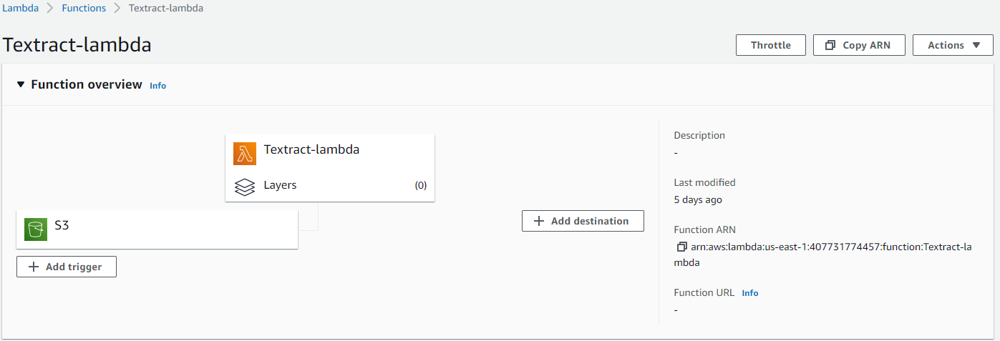 Lambda > Functions > Textract-lambda
Textract-lambda
Throttle
Copy ARN
Actions
Function overview Info
Textract-lambda
Layers (0)
S3
Add trigger
Add destination
Description
-
Last modified
5 days ago
Function ARN
arn:aws:lambda:us-east-1:407731774457:function:Textract-la
mbda
Function URL Info
-